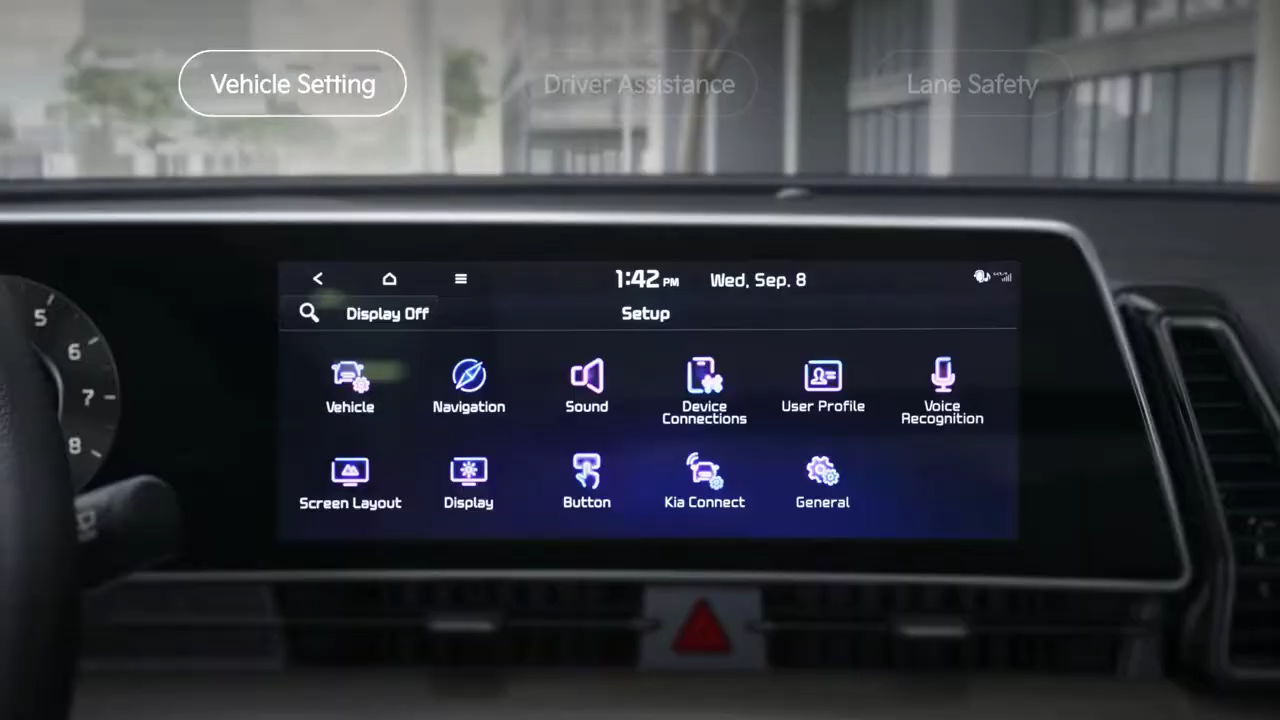 Vehicle Setting
Driver Assistance
Lane Safety
1:42 PM Wed, Sep. 8
Display Off
Setup
Vehicle
Navigation
Sound
Device
Connections
User Profile
Voice
Recognition
Screen Layout
Display
Button
Kia Connect
General
5
6
7
8